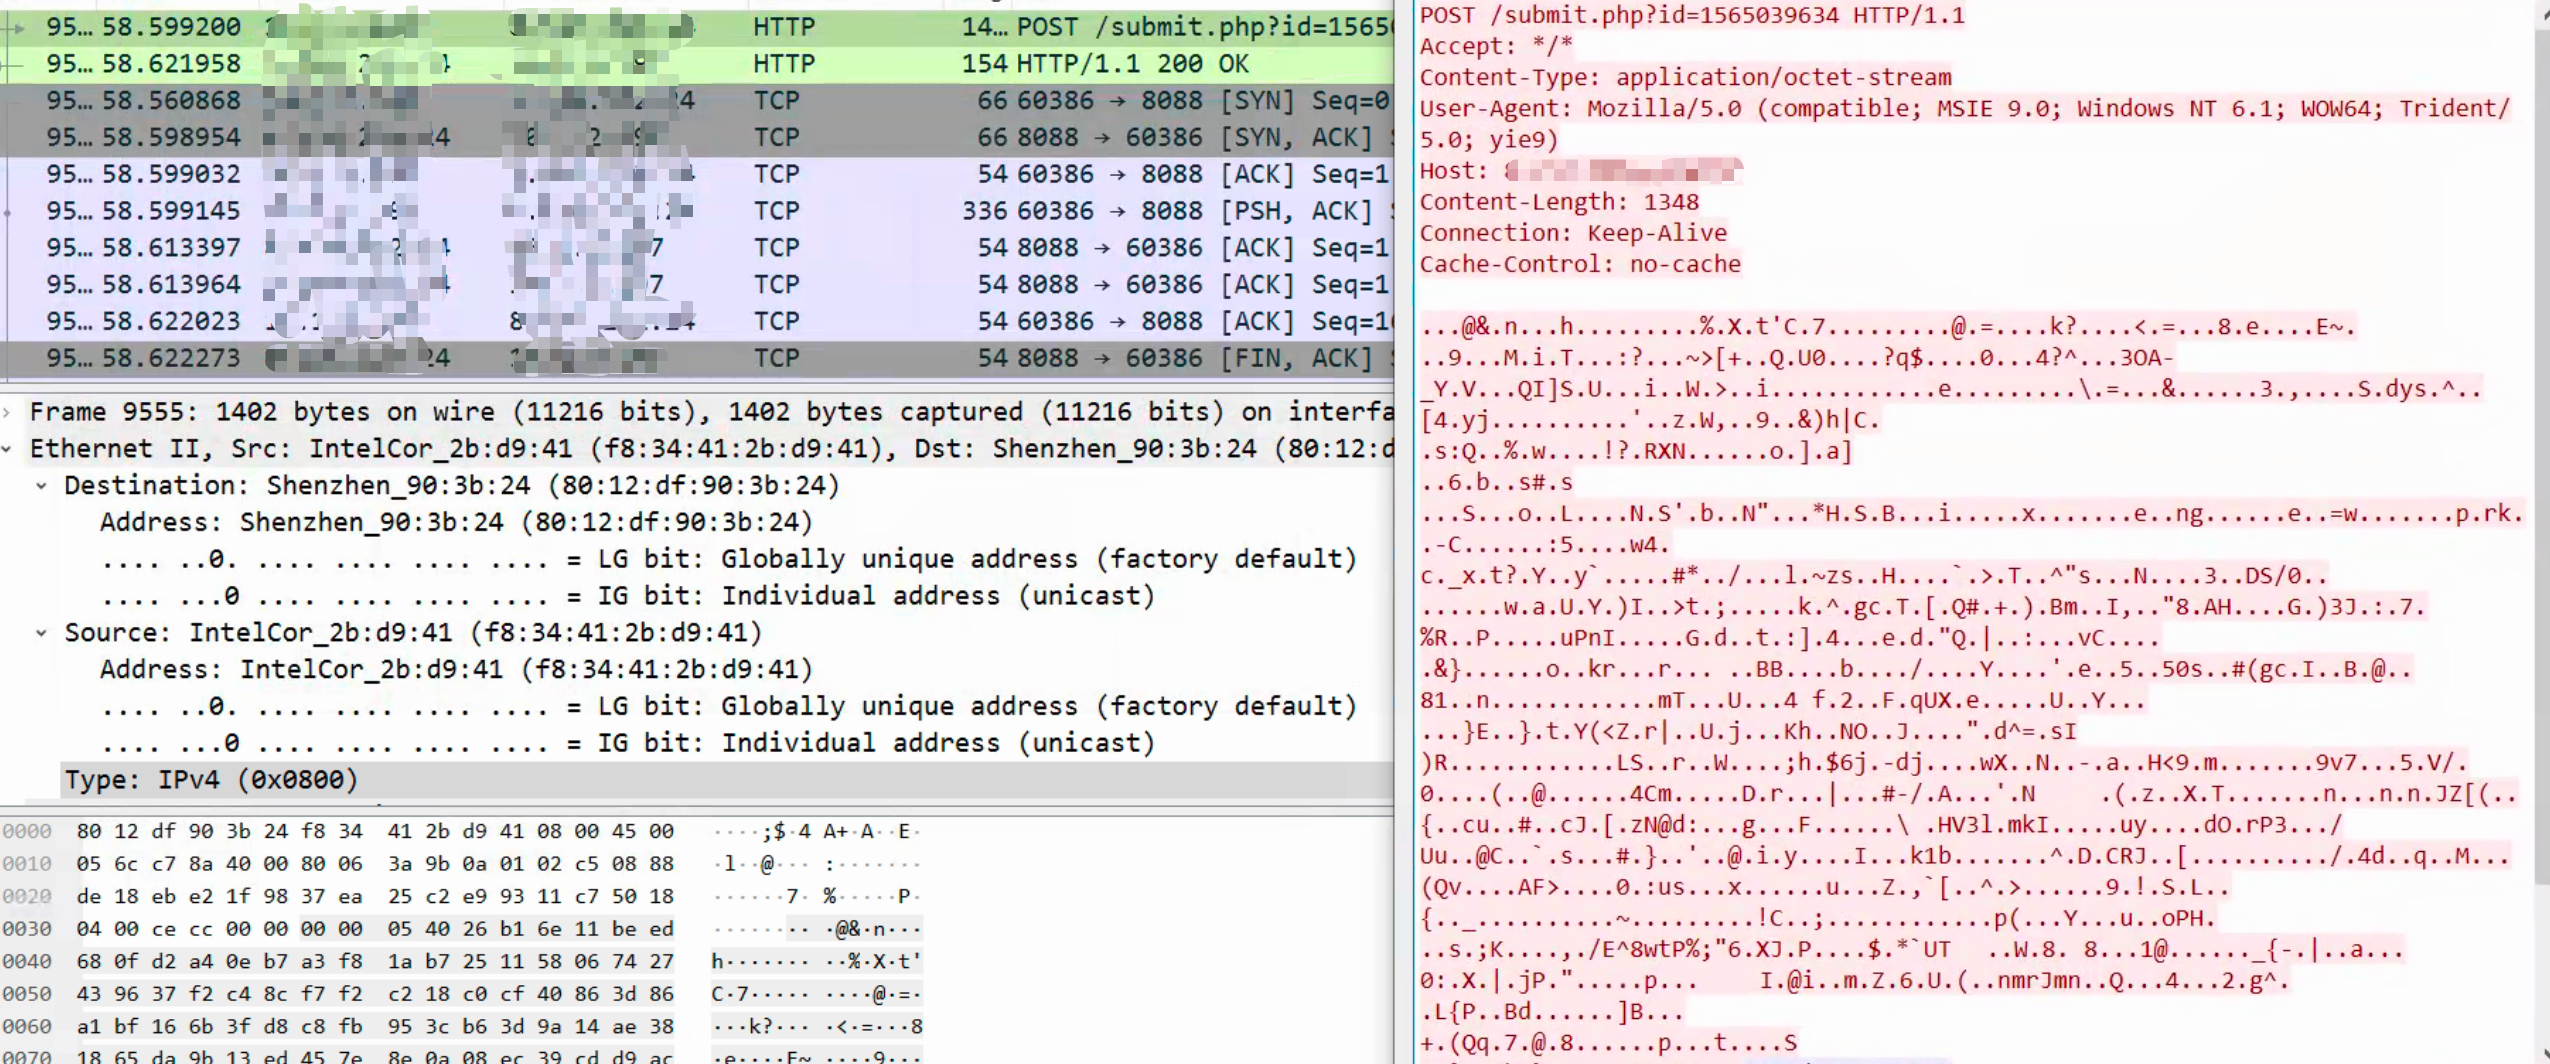 95… 58.599200 HTTP 14… POST /submit.php?id=1565
95… 58.621958 HTTP 154 HTTP/1.1 200 OK
95… 58.560868 TCP 66 60386 → 8088 [SYN] Seq=0
95… 58.598954 TCP 66 8088 → 60386 [SYN, ACK]
95… 58.599032 TCP 54 60386 → 8088 [ACK] Seq=1
95… 58.599145 TCP 336 60386 → 8088 [PSH, ACK]
95… 58.613397 TCP 54 8088 → 60386 [ACK] Seq=1
95… 58.613964 TCP 54 8088 → 60386 [ACK] Seq=1
95… 58.622023 TCP 54 60386 → 8088 [ACK]
95… 58.622273 TCP 54 8088 → 60386 [FIN, ACK]
Frame 9555: 1402 bytes on wire (11216 bits), 1402 bytes captured (11216 bits) on interfa
Ethernet II, Src: IntelCor_2b:d9:41 (f8:34:41:2b:d9:41), Dst: Shenzhen_90:3b:24 (80:12:d
Destination: Shenzhen_90:3b:24 (80:12:df:90:3b:24)
Address: Shenzhen_90:3b:24 (80:12:df:90:3b:24)
.... ..0. .... .... .... .... = LG bit: Globally unique address (factory default)
.... ...0 .... .... .... .... = IG bit: Individual address (unicast)
Source: IntelCor_2b:d9:41 (f8:34:41:2b:d9:41)
Address: IntelCor_2b:d9:41 (f8:34:41:2b:d9:41)
.... ..0. .... .... .... .... = LG bit: Globally unique address (factory default)
.... ...0 .... .... .... .... = IG bit: Individual address (unicast)
Type: IPv4 (0x0800)
0000 80 12 df 90 3b 24 f8 34 41 2b d9 41 08 00 45 00 ····;$·4 A+·A··E·
0010 05 6c c7 8a 40 00 80 06 3a 9b 0a 01 02 c5 08 88 ·l··@··· :·······
0020 de 18 eb e2 1f 98 37 ea 25 c2 e9 93 11 c7 50 18 ······7· %·····P·
0030 04 00 ce cc 00 00 00 00 05 40 26 b1 6e 11 be ed ········ ·@&·n···
0040 68 0f d2 a4 0e b7 a3 f8 1a b7 25 11 58 06 74 27 h······· ··%·X·t'
0050 43 96 37 f2 c4 8c f7 f2 c2 18 c0 cf 40 86 3d 86 C·7····· ····@·=·
0060 a1 bf 16 6b 3f d8 c8 fb 95 3c b6 3d 9a 14 ae 38 ···k?··· ·<·=···8
0070 18 65 da 9b 13 ed 45 7e 8e 0a 08 ec 39 cd d9 ac ·e····E~ ····9···
POST /submit.php?id=1565039634 HTTP/1.1
Accept: */*
Content-Type: application/octet-stream
User-Agent: Mozilla/5.0 (compatible; MSIE 9.0; Windows NT 6.1; WOW64; Trident/
5.0; yie9)
Host:
Content-Length: 1348
Connection: Keep-Alive
Cache-Control: no-cache
...@&.n...h.........%.X.t'C.7.........@.=....k?....<.=...8.e....E~.
..9...M.i.T...:?...~>[+..Q.U0....?q$....0...4?^...3OA-
_Y.V...QI]S.U...i..W.>..i............e.........\.=...&......3.,....S.dys.^..
[4.yj..........'..z.W,..9..&)h|C.
.s:Q..%.w....!?.RXN......o.].a]
..6.b..s#.s
...S...o..L....N.S'.b..N"...*H.S.B...i.....x.......e..ng......e..=w.......p.rk.
.-C......:5....w4.
c._x.t?.Y..y`.....#*../...l.~zs..H....`.>.T..^"s...N....3..DS/0..
......w.a.U.Y.)I..>t.;.....k.^.gc.T.[.Q#.+.).Bm..I,.."8.AH....G.)3J.:.7.
%R..P.....uPnI.....G.d..t.:].4...e.d."Q.|..:...vC....
.&}......o..kr...r... ..BB....b..../....Y....'.e..5..50s..#(gc.I..B.@..
81..n............mT...U...4 f.2..F.qUX.e.....U..Y...
...}E..}.t.Y(<Z.r|..U.j...Kh..NO..J....".d^=.sI
)R............LS..r..W....;h.$6j.-dj....wX..N..-.a..H<9.m.......9v7...5.V/.
0....(..@......4Cm.....D.r...|...#-/.A...'.N .(.z..X.T.......n...n.n.JZ[(..
{..cu..#..cJ.[.zN@d:...g...F......\ .HV3l.mkI.....uy....dO.rP3.../
Uu..@C..`.s...#.}..'..@.i.y....I...k1b.......^.D.CRJ..[........../.4d..q..M...
(Qv....AF>....0.:us...x......u...Z.,`[..^.>......9.!.S.L..
{.._..........~.........!C..;............p(...Y...u..oPH.
..s.;K....,./E^8wtP%;"6.XJ.P....$.*`UT ..W.8. 8...1@......_{-.|..a...
0:.X.|.jP.".....p... I.@i..m.Z.6.U.(..nmrJmn..Q...4...2.g^.
.L{P..Bd......]B...
+.(Qq.7.@.8......p...t....S